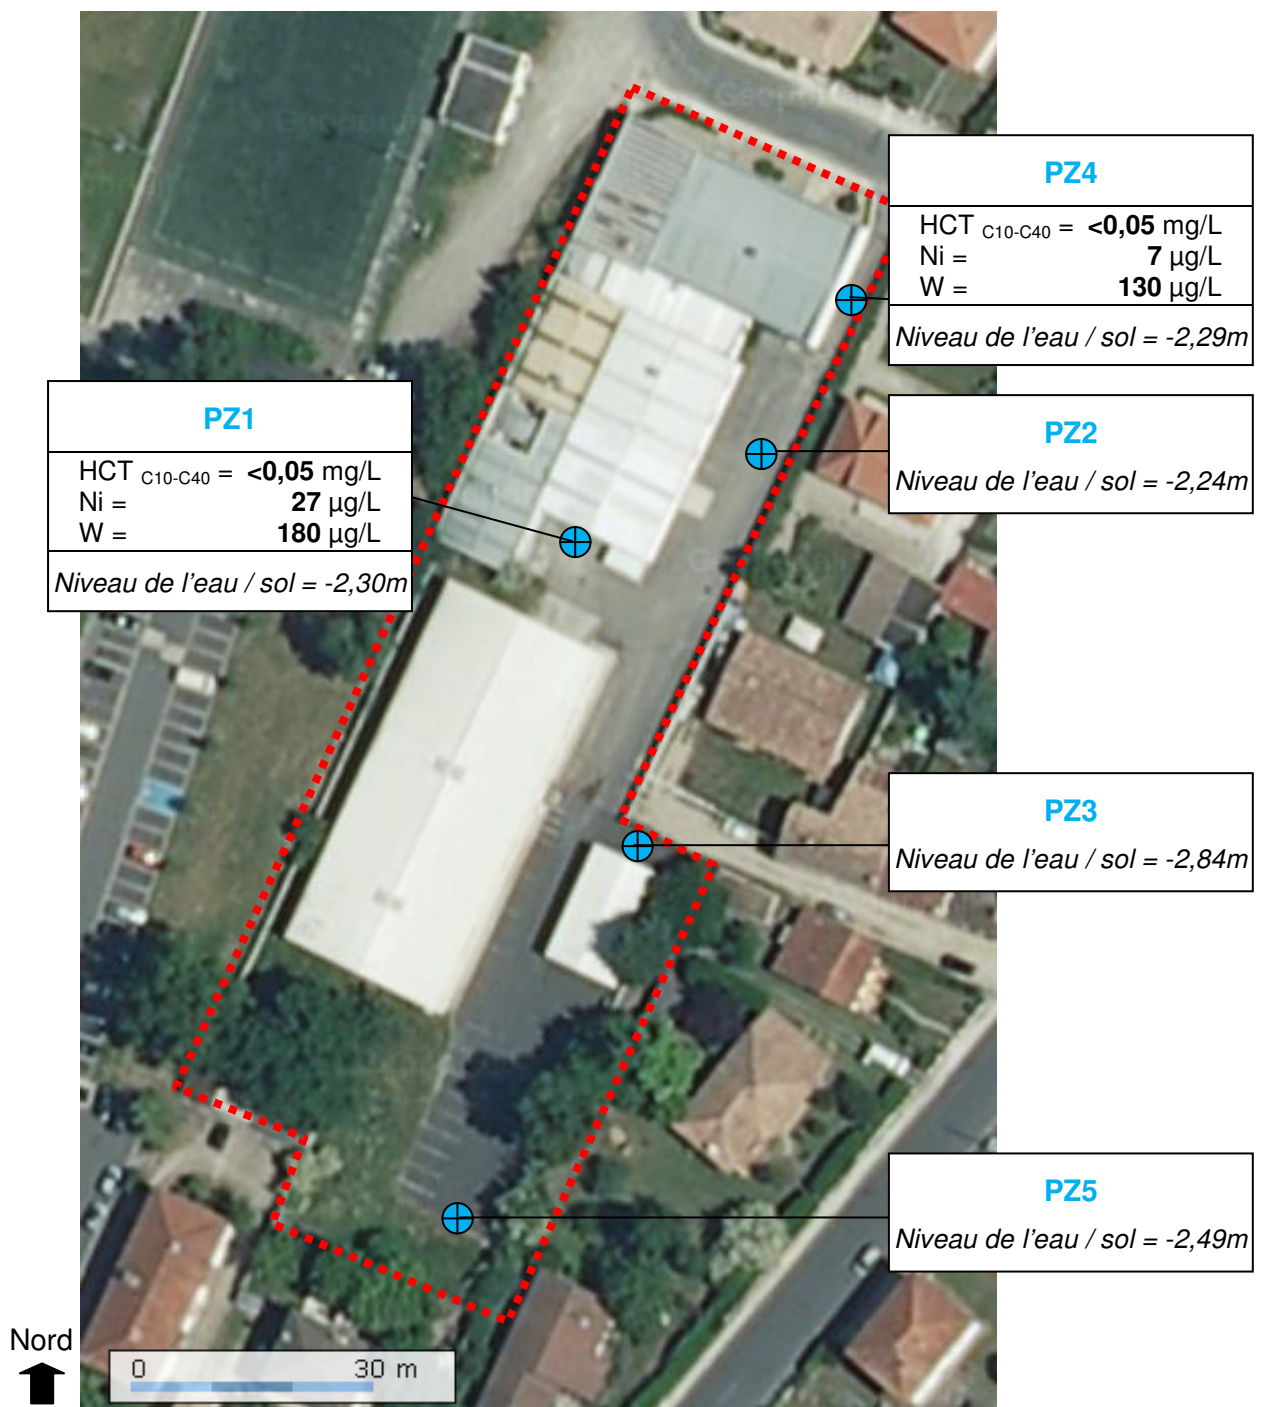 PZ4
HCT C10-C40 = <0,05 mg/L
Ni = 7 µg/L
W = 130 µg/L
Niveau de l'eau / sol = -2,29m
PZ2
Niveau de l'eau / sol = -2,24m
PZ1
HCT C10-C40 = <0,05 mg/L
Ni = 27 µg/L
W = 180 µg/L
Niveau de l'eau / sol = -2,30m
PZ3
Niveau de l'eau / sol = -2,84m
PZ5
Niveau de l'eau / sol = -2,49m
Nord
0 30 m